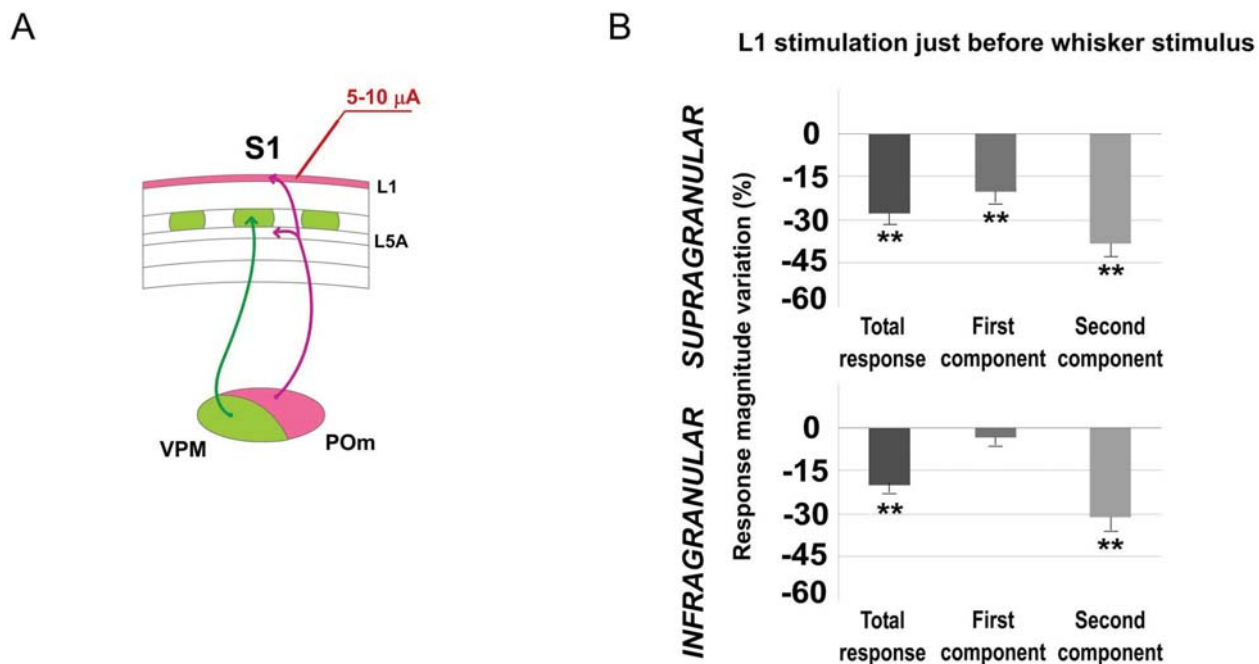 A
5-10 µA
S1
L1
L5A
VPM
POm
B
L1 stimulation just before whisker stimulus
SUPRAGRANULAR
Response magnitude variation (%)
0
-15
-30
-45
-60
**
**
**
Total response
First component
Second component
INFRAGRANULAR
0
-15
-30
-45
-60
**
**
Total response
First component
Second component